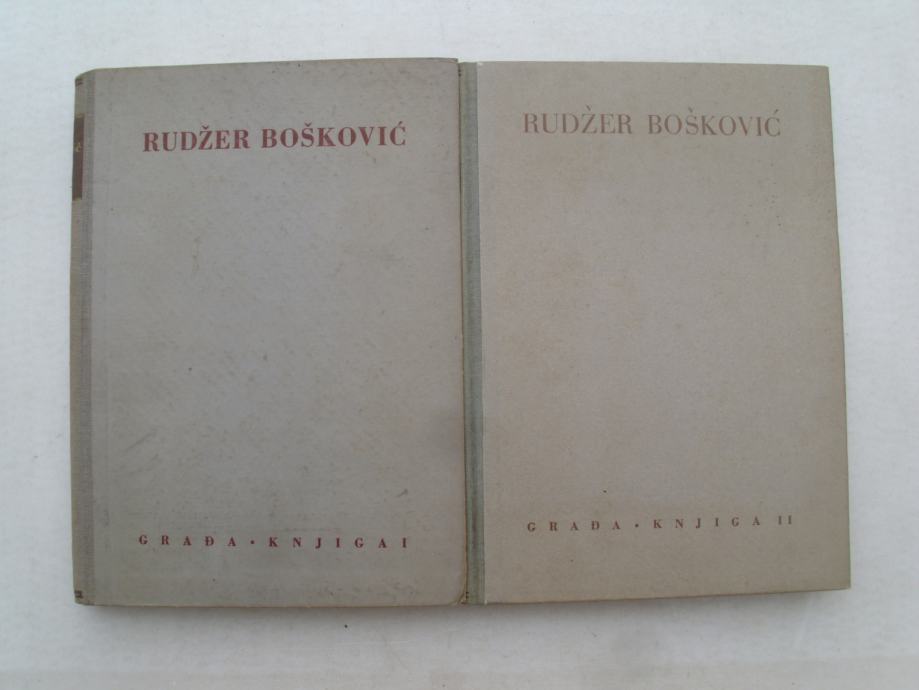 RUDŽER BOŠKOVIĆ
GRAĐA · KNJIGA I
RUDŽER BOŠKOVIĆ
GRAĐA · KNJIGA II